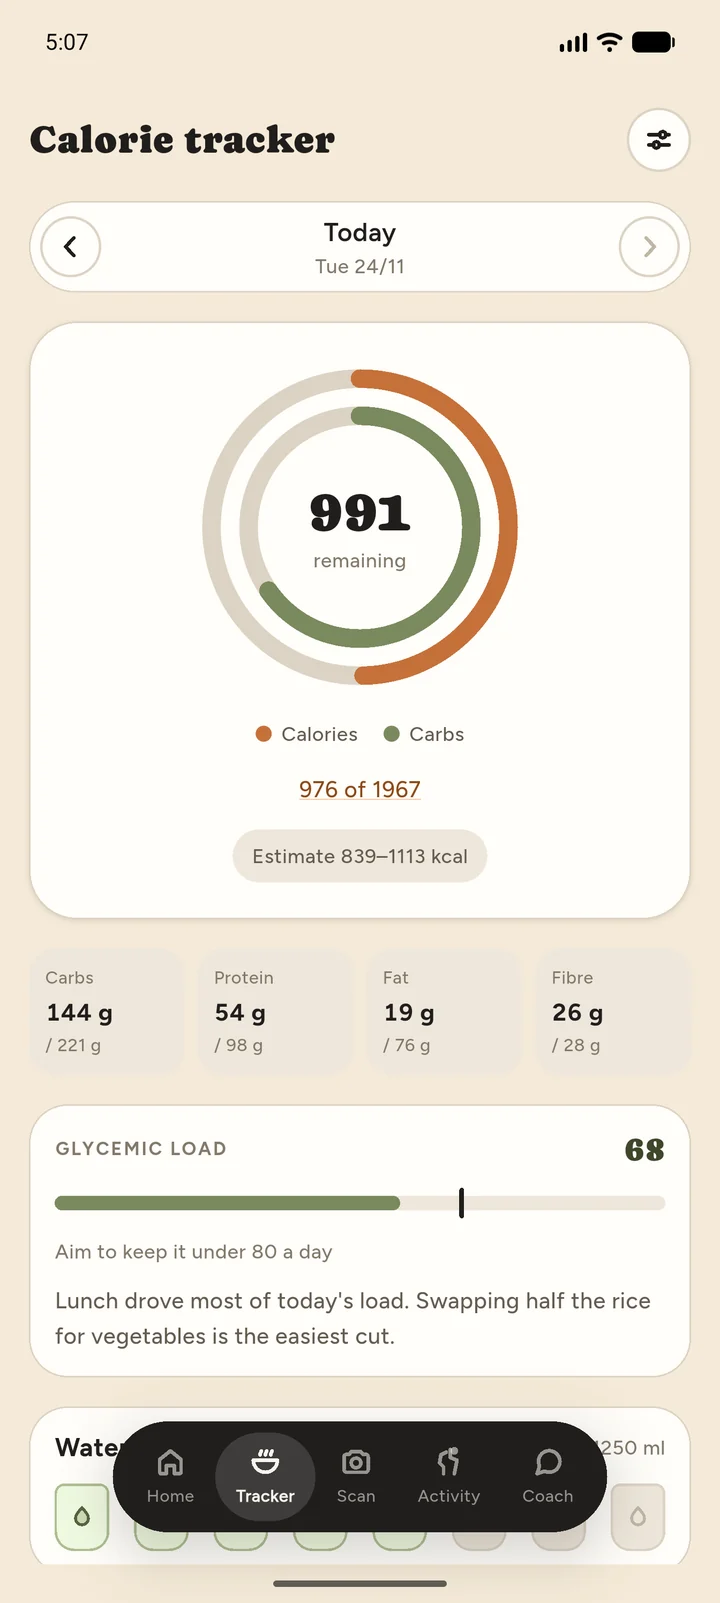 5:07
Calorie tracker
Today
Tue 24/11
991
remaining
Calories
Carbs
976 of 1967
Estimate 839–1113 kcal
Carbs
144 g
/ 221 g
Protein
54 g
/ 98 g
Fat
19 g
/ 76 g
Fibre
26 g
/ 28 g
GLYCEMIC LOAD
68
Aim to keep it under 80 a day
Lunch drove most of today's load. Swapping half the rice
for vegetables is the easiest cut.
1250 ml
Home
Tracker
Scan
Activity
Coach